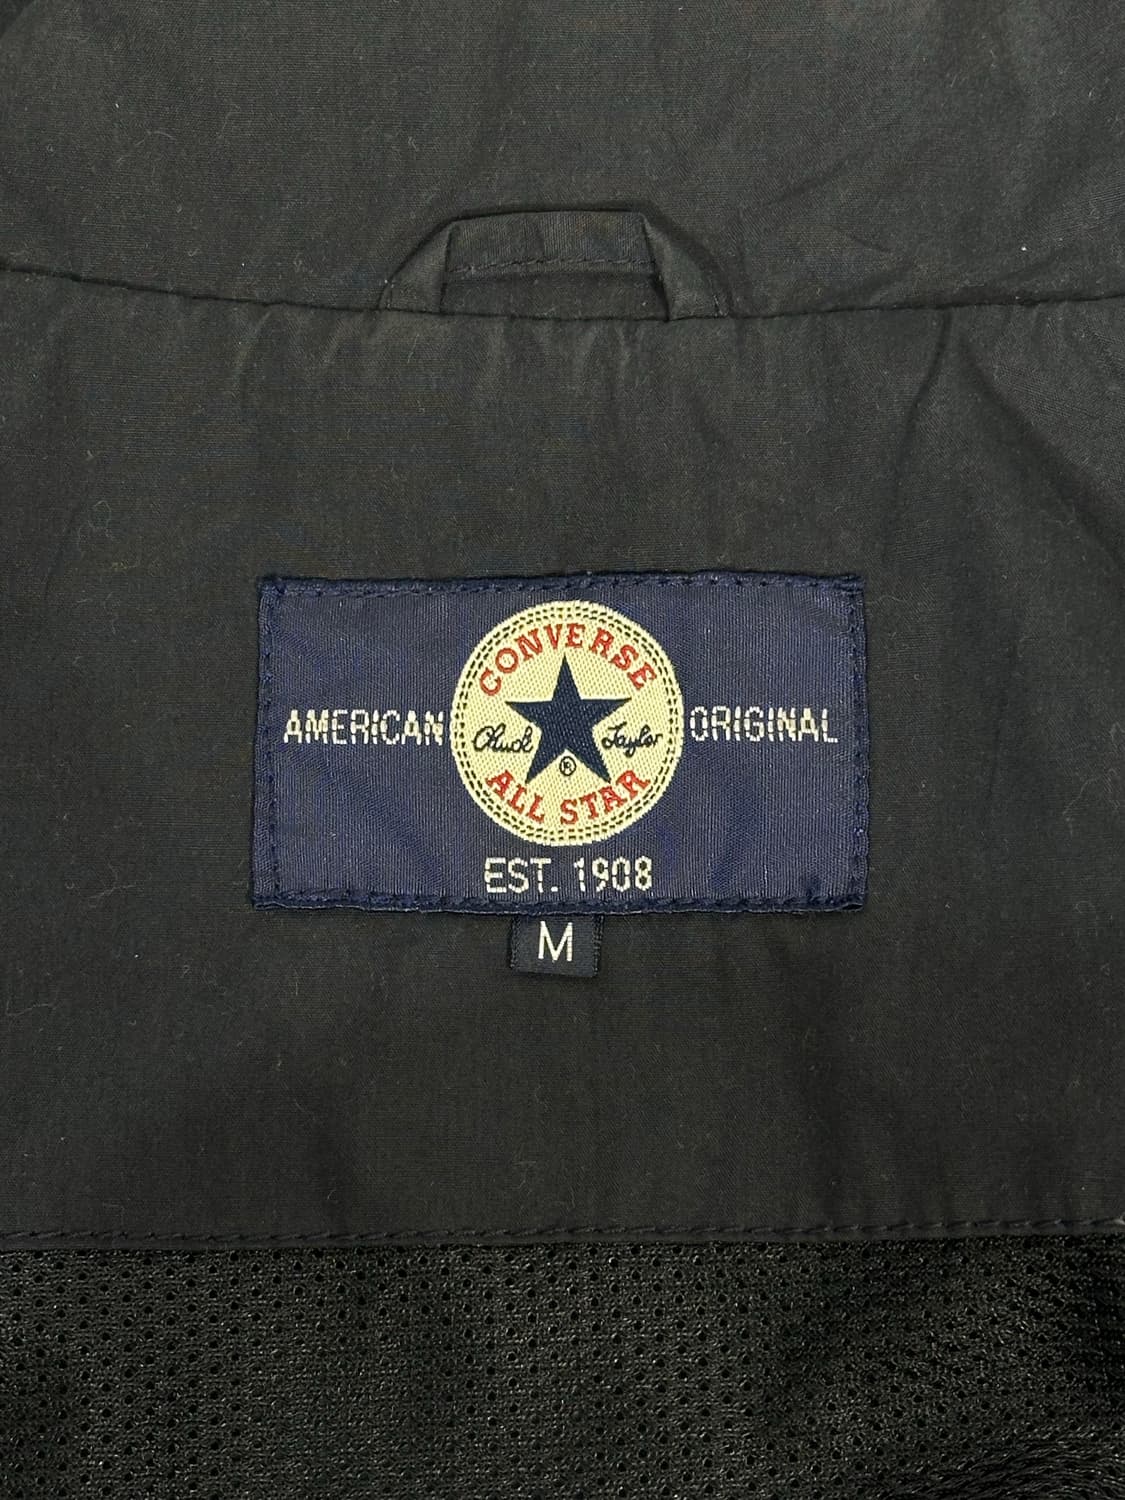 CONVERSE
AMERICAN Chuck Taylor ORIGINAL
®
ALL STAR
EST. 1908
M